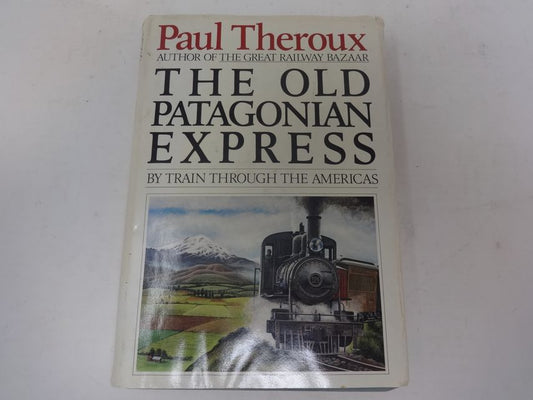 Paul Theroux
AUTHOR OF THE GREAT RAILWAY BAZAAR
THE OLD
PATAGONIAN
EXPRESS
BY TRAIN THROUGH THE AMERICAS